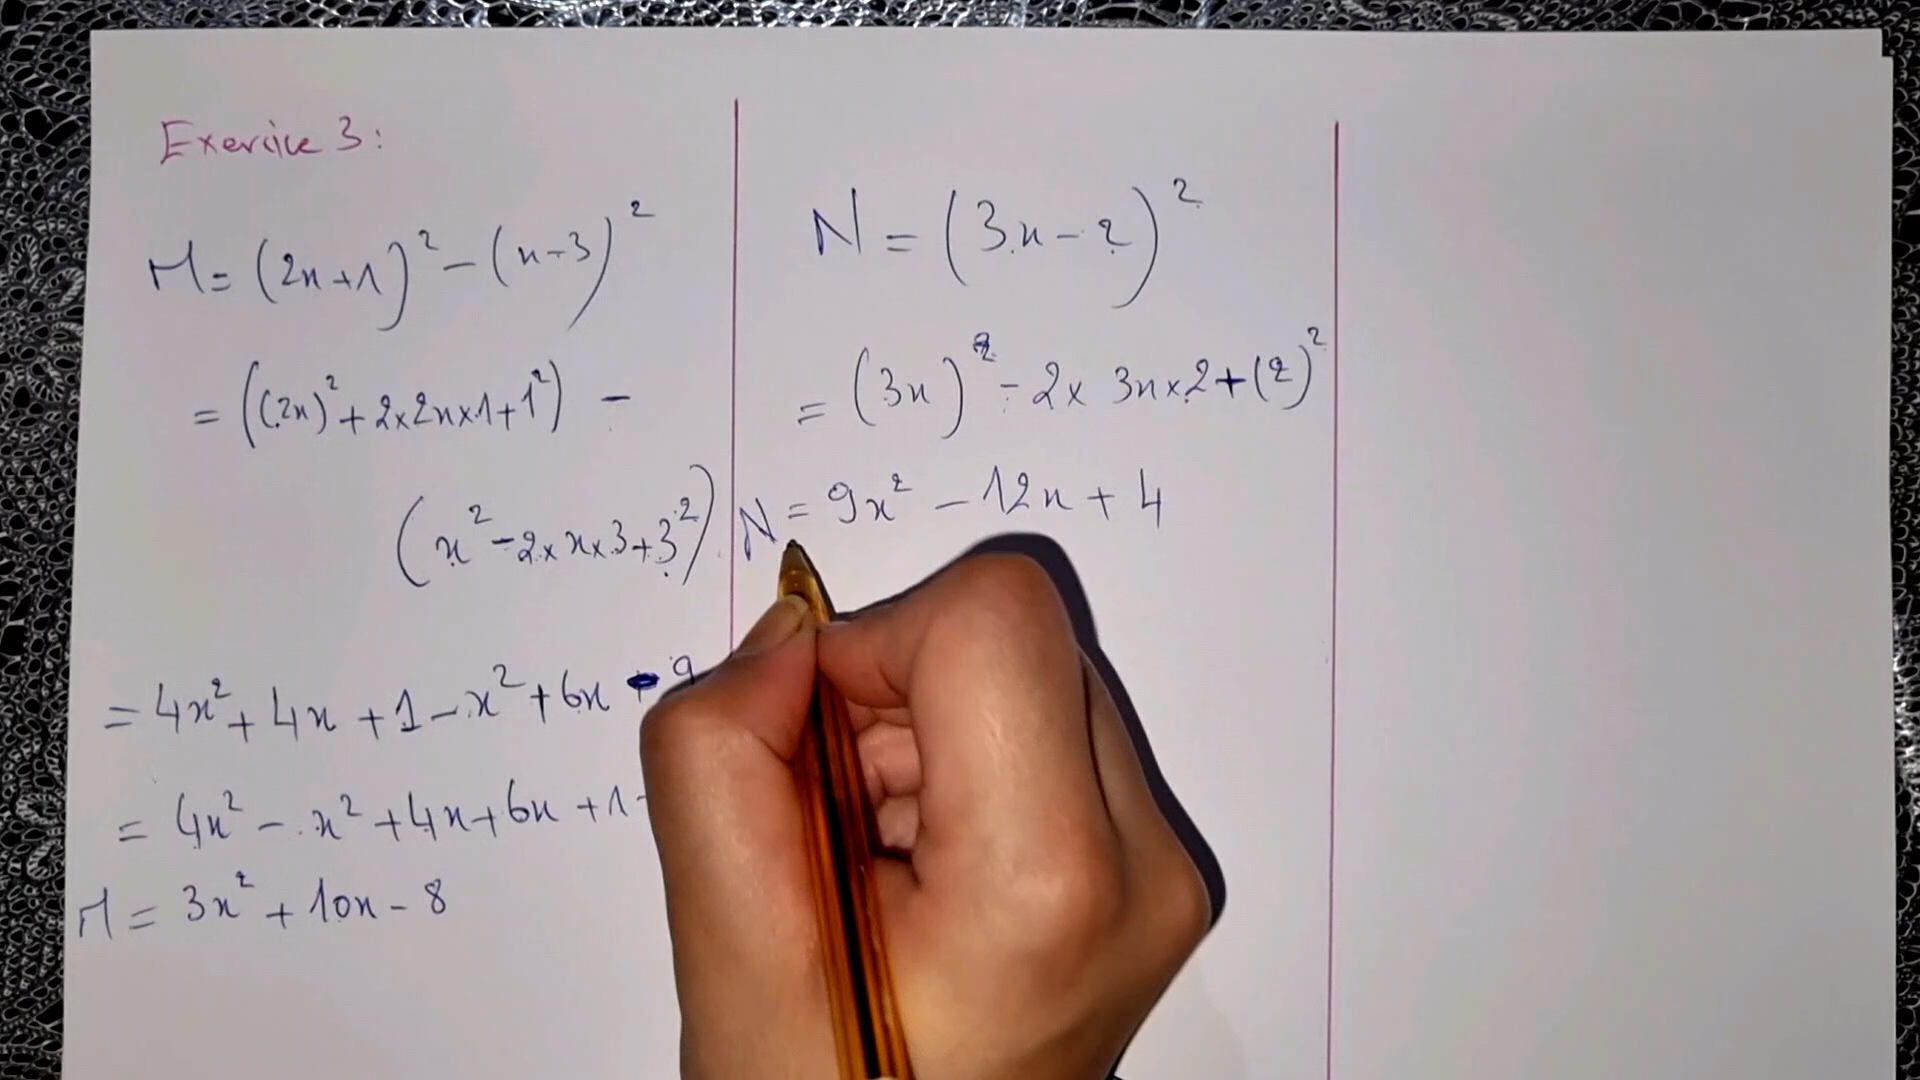 Exercice 3:
M = (2x+1)² - (x-3)²
= ((2x)² + 2×2x×1+1²) -
(x² - 2×x×3+3²)
= 4x² + 4x + 1 - x² + 6x - 9
= 4x² - x² + 4x + 6x + 1 -
M = 3x² + 10x - 8
N = (3x - 2)²
= (3x)² - 2× 3x×2+(2)²
N = 9x² - 12x + 4